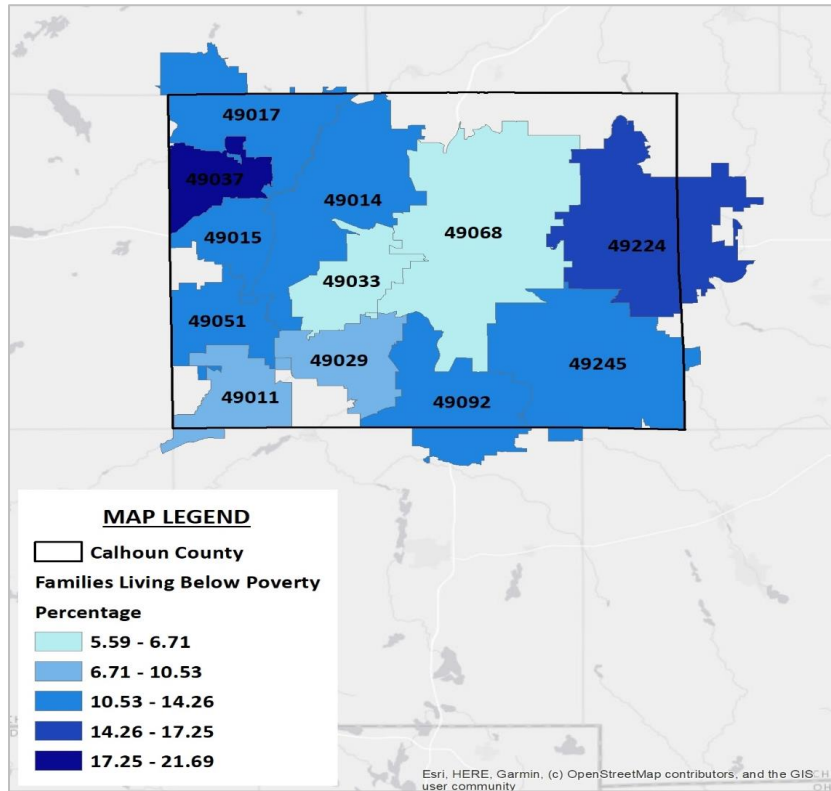 49017
49037
49014
49015
49068
49224
49033
49051
49029
49245
49011
49092
MAP LEGEND
Calhoun County
Families Living Below Poverty
Percentage
5.59 - 6.71
6.71 - 10.53
10.53 - 14.26
14.26 - 17.25
17.25 - 21.69
Esri, HERE, Garmin, (c) OpenStreetMap contributors, and the GIS
user community